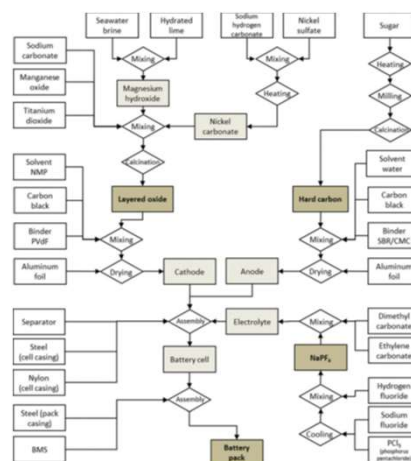 Seawater
brine
Hydrated
lime
Sodium
hydrogen
carbonate
Nickel
sulfate
Sugar
Sodium
carbonate
Mixing
Mixing
Heating
Manganese
oxide
Magnesium
hydroxide
Heating
Milling
Titanium
dioxide
Mixing
Nickel
carbonate
Calcination
Calcination
Solvent
NMP
Solvent
water
Carbon
black
Layered oxide
Hard carbon
Carbon
black
Binder
PVdF
Mixing
Mixing
Binder
SBR/CMC
Aluminum
foil
Drying
Cathode
Anode
Drying
Aluminum
foil
Separator
Assembly
Electrolyte
Mixing
Dimethyl
carbonate
Steel
(cell casing)
Battery cell
NaPF₆
Ethylene
carbonate
Nylon
(cell casing)
Hydrogen
fluoride
Steel (pack
casing)
Assembly
Mixing
Sodium
fluoride
BMS
Battery
pack
Cooling
PCl₅
(phosphorus
pentachloride)